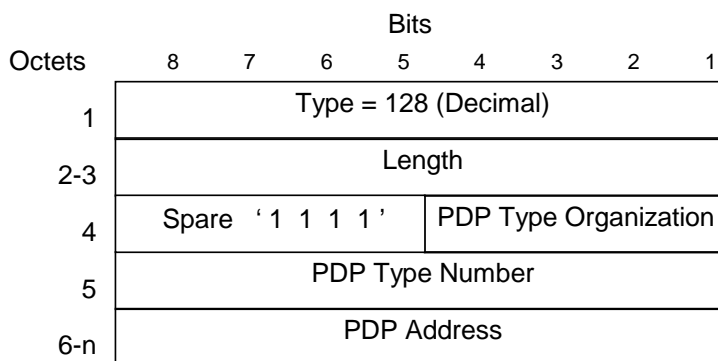 Bits
Octets 8 7 6 5 4 3 2 1
1 Type = 128 (Decimal)
2-3 Length
4 Spare ‘ 1 1 1 1 ’ PDP Type Organization
5 PDP Type Number
6-n PDP Address